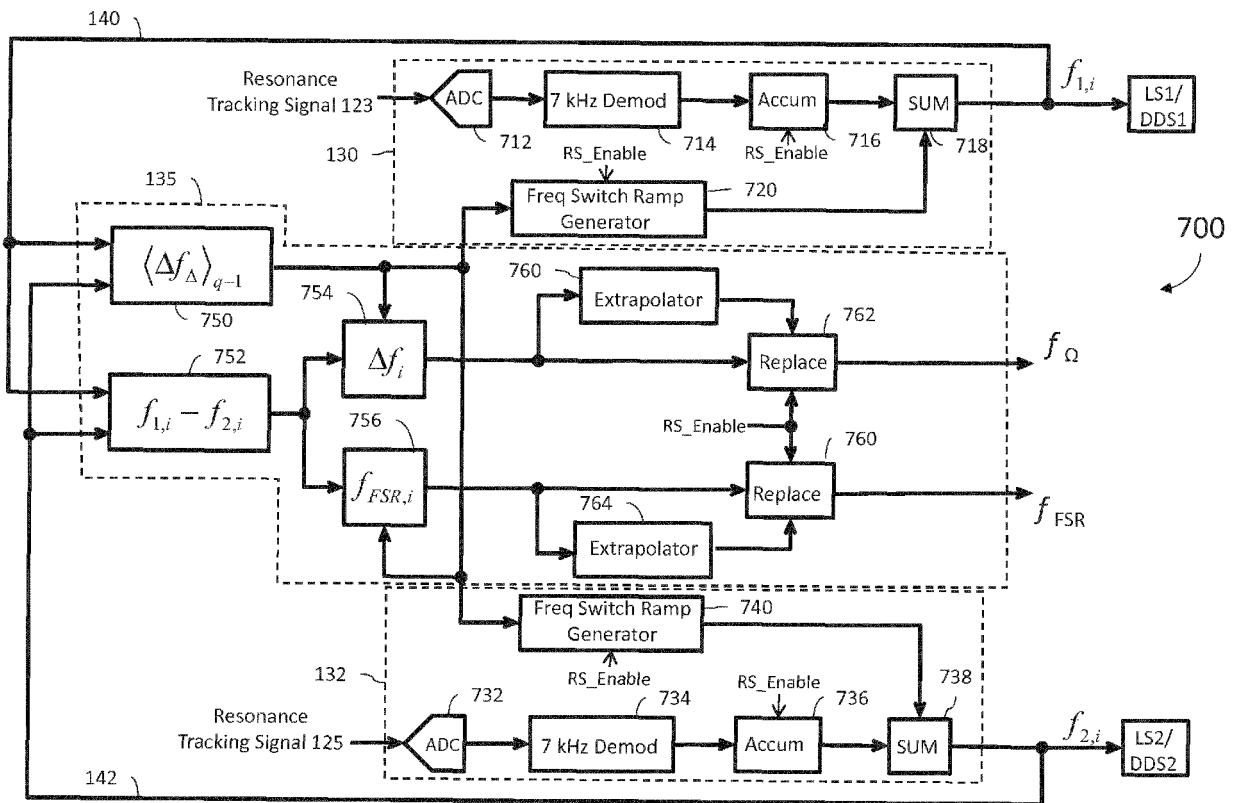 140
Resonance
Tracking Signal 123
ADC
712
7 kHz Demod
714
Accum
716
RS_Enable
SUM
718
f1,i
LS1/
DDS1
130
RS_Enable
Freq Switch Ramp
Generator
720
135
⟨Δf_Δ⟩q−1
750
754
Δfi
760
Extrapolator
762
Replace
fΩ
700
752
f1,i − f2,i
756
fFSR,i
RS_Enable
760
Replace
fFSR
764
Extrapolator
Freq Switch Ramp
Generator
740
RS_Enable
132
Resonance
Tracking Signal 125
732
ADC
734
7 kHz Demod
RS_Enable
736
Accum
738
SUM
f2,i
LS2/
DDS2
142